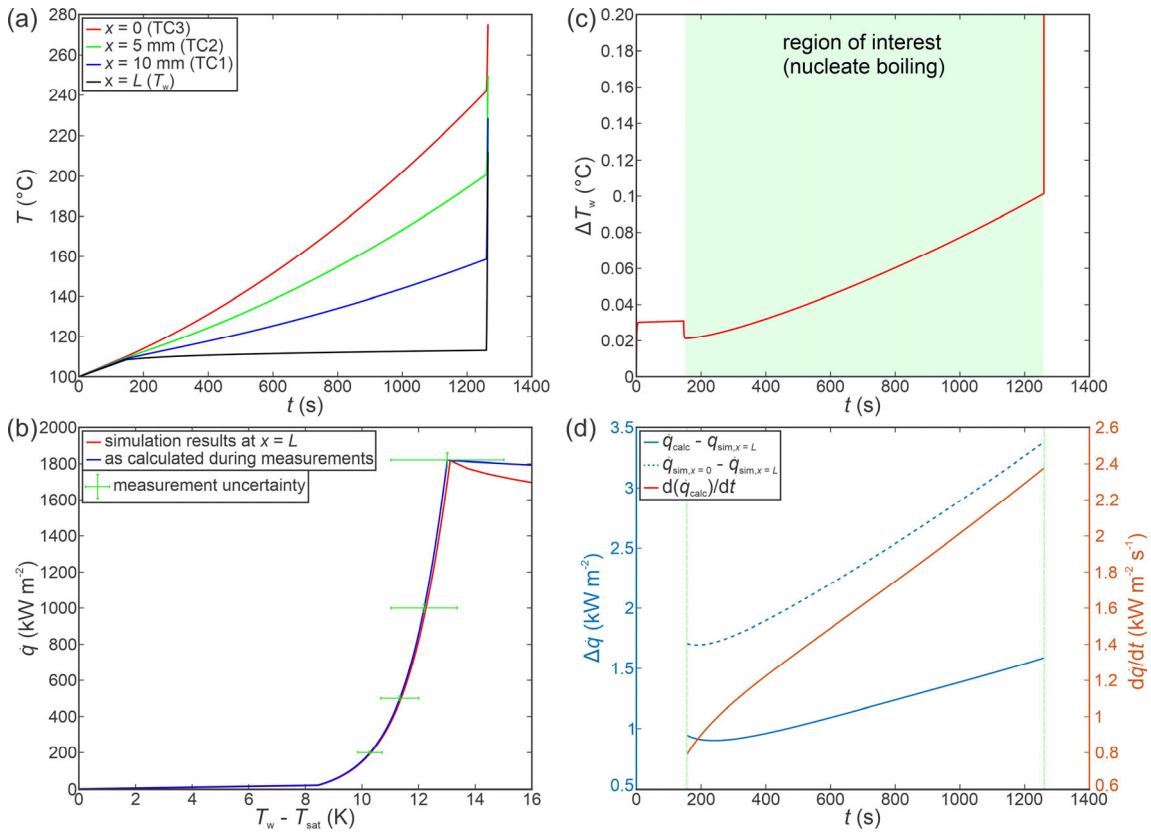 (a)
280
260
240
220
200
180
160
140
120
100
T (°C)
x = 0 (TC3)
x = 5 mm (TC2)
x = 10 mm (TC1)
x = L (Tw)
0 200 400 600 800 1000 1200 1400
t (s)
(c)
0.20
0.18
0.16
0.14
0.12
0.1
0.08
0.06
0.04
0.02
0
ΔTw (°C)
region of interest
(nucleate boiling)
0 200 400 600 800 1000 1200 1400
t (s)
(b)
2000
1800
1600
1400
1200
1000
800
600
400
200
0
q̇ (kW m-2)
simulation results at x = L
as calculated during measurements
measurement uncertainty
0 2 4 6 8 10 12 14 16
Tw - Tsat (K)
(d)
3.5
3
2.5
2
1.5
1
0.5
Δq̇ (kW m-2)
q̇calc - q̇sim,x = L
q̇sim,x = 0 - q̇sim,x = L
d(q̇calc)/dt
2.6
2.4
2.2
2
1.8
1.6
1.4
1.2
1
0.8
0.6
dq̇/dt (kW m-2 s-1)
0 200 400 600 800 1000 1200 1400
t (s)